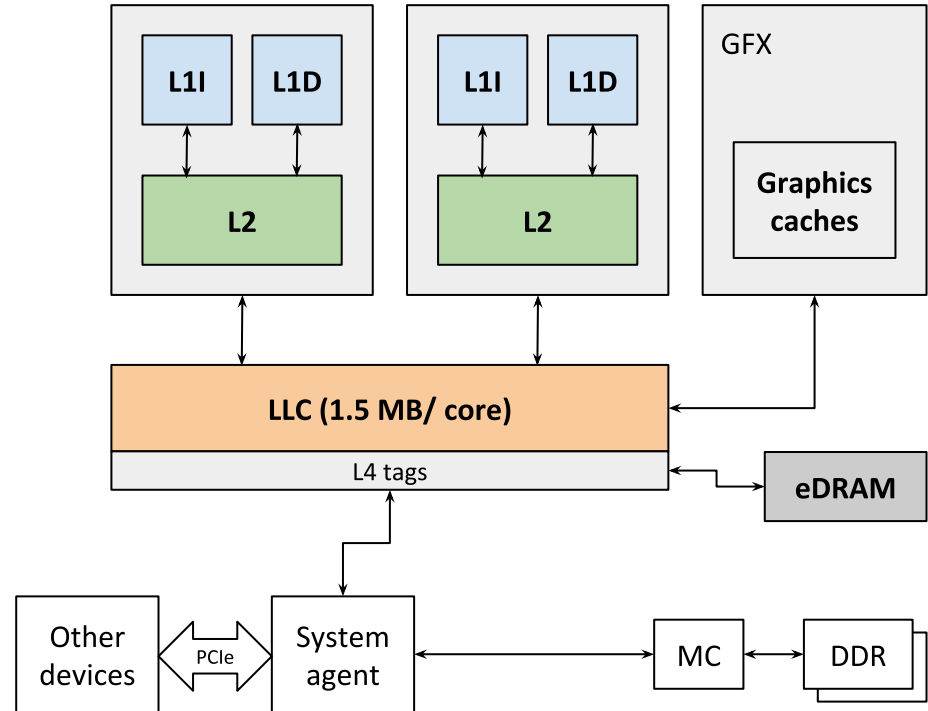 L1I
L1D
L2
L1I
L1D
L2
GFX
Graphics
caches
LLC (1.5 MB/ core)
L4 tags
eDRAM
Other
devices
PCIe
System
agent
MC
DDR